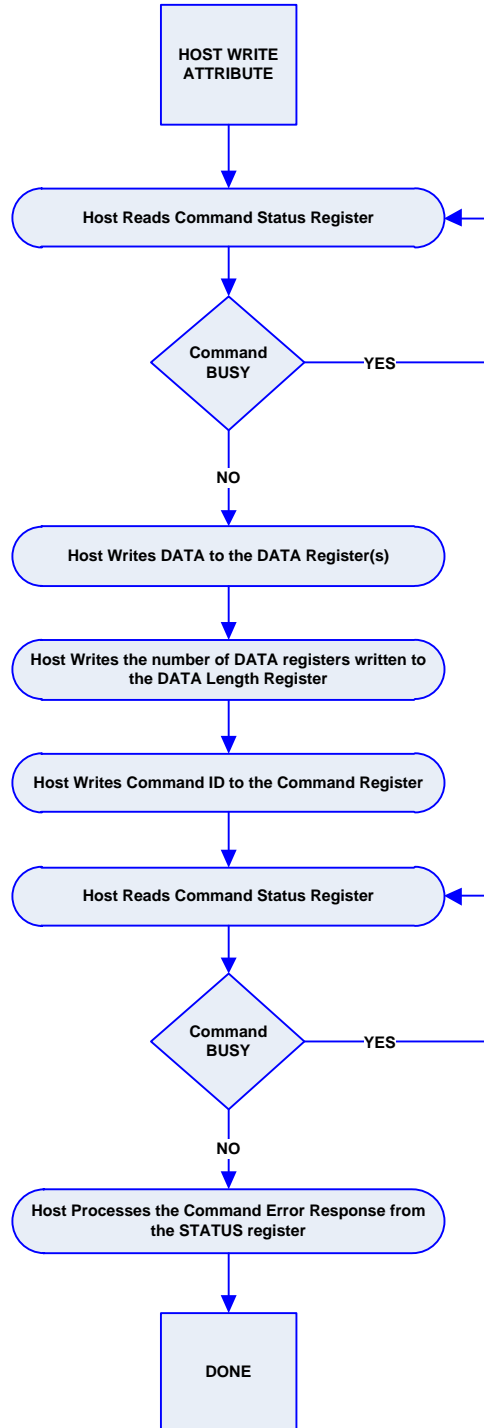 HOST WRITE
ATTRIBUTE
Host Reads Command Status Register
Command
BUSY
YES
NO
Host Writes DATA to the DATA Register(s)
Host Writes the number of DATA registers written to
the DATA Length Register
Host Writes Command ID to the Command Register
Host Reads Command Status Register
Command
BUSY
YES
NO
Host Processes the Command Error Response from
the STATUS register
DONE